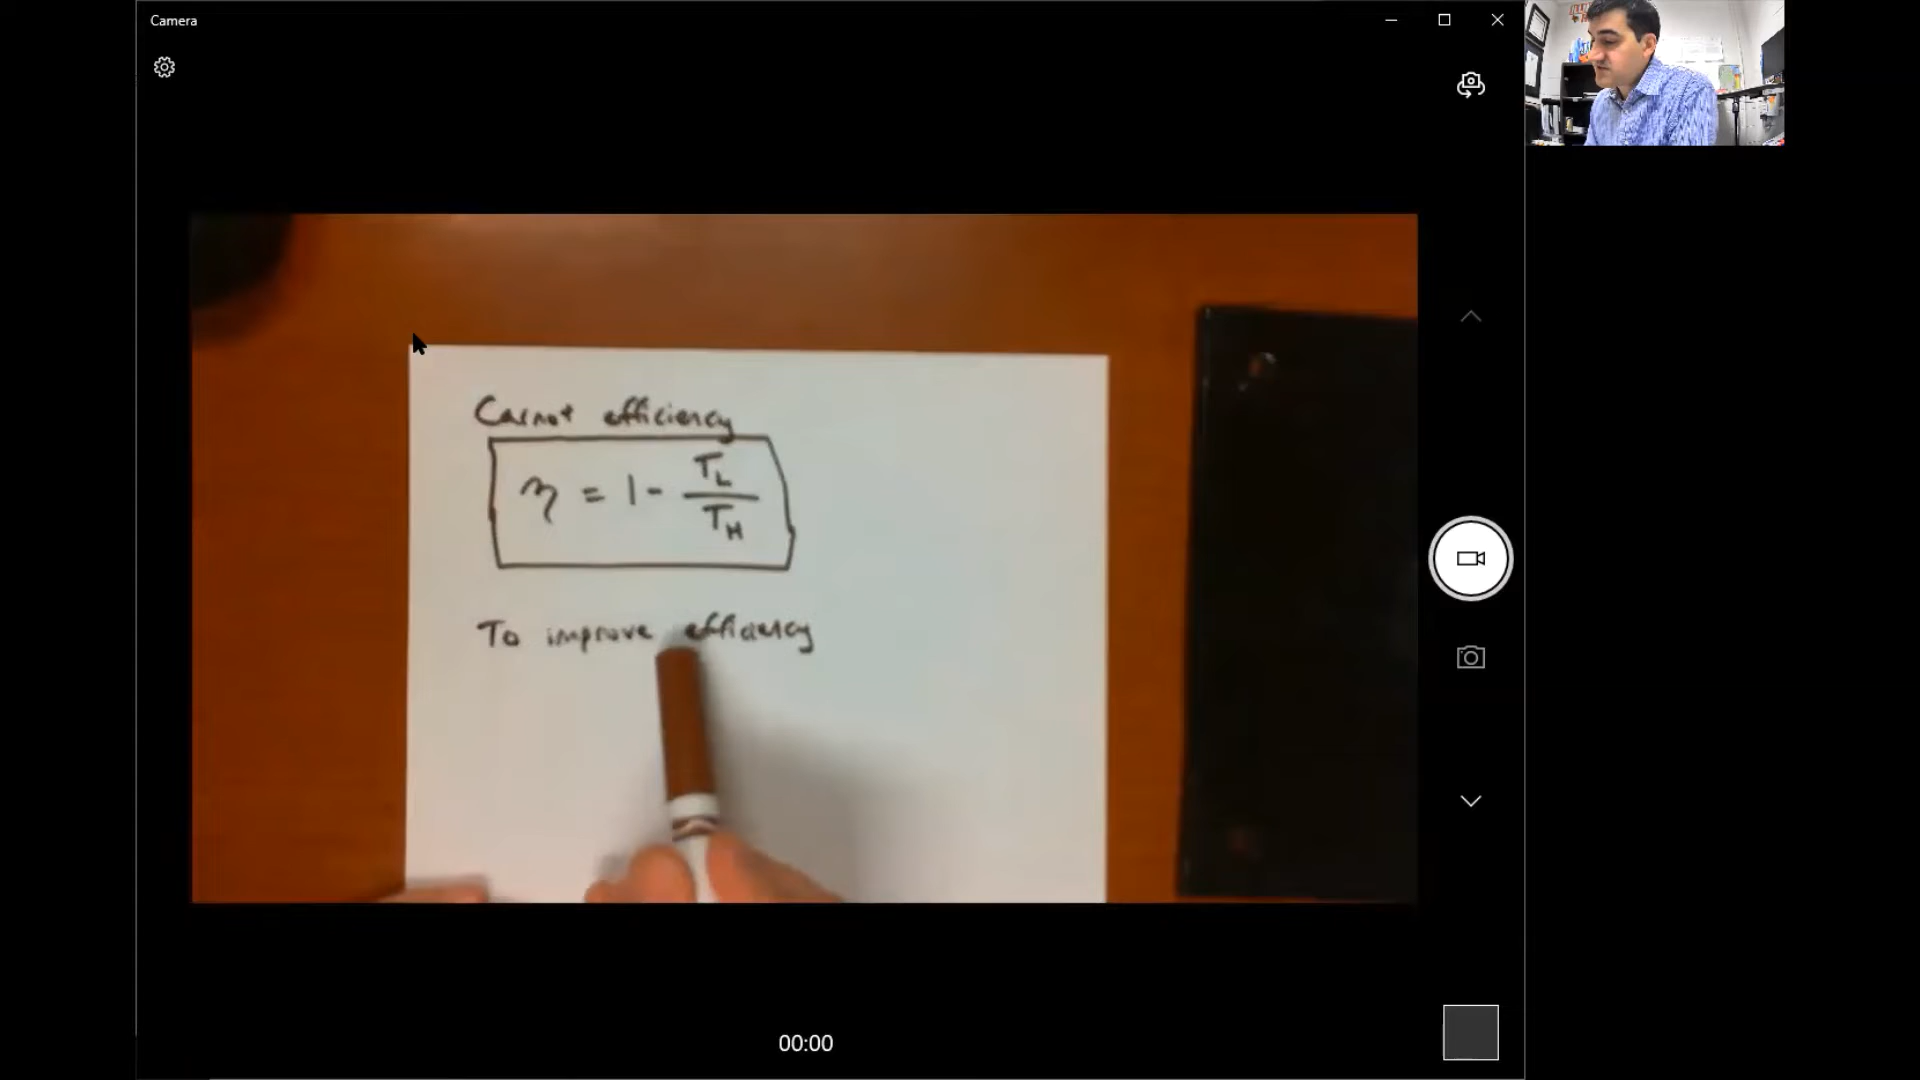 Camera
Carnot efficiency
η = 1 - T_L / T_H
To improve efficiency
00:00